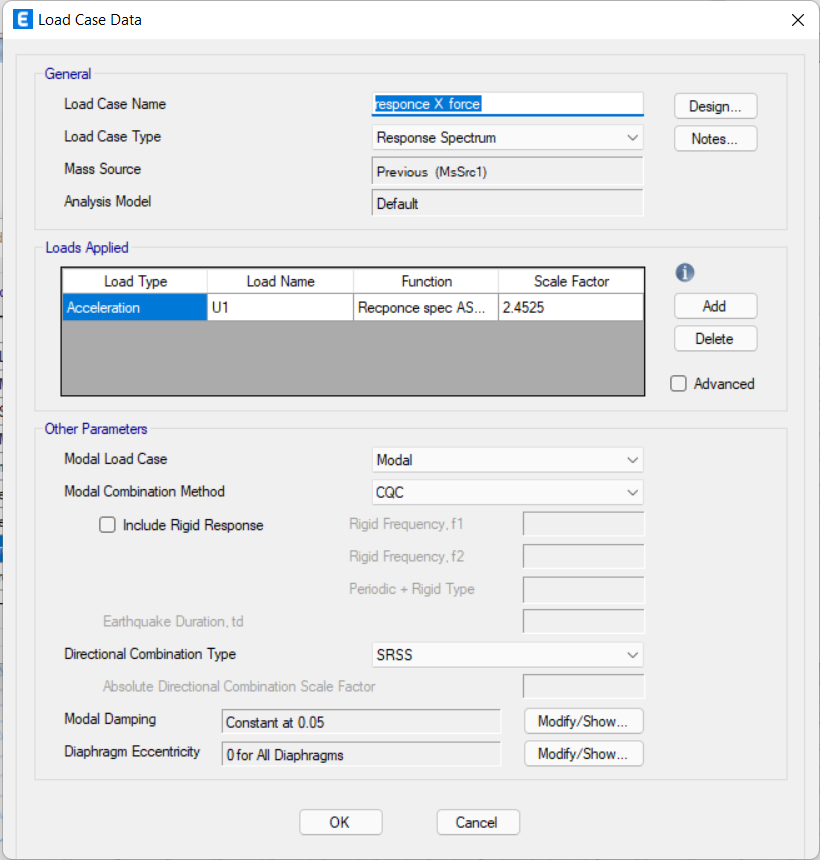 E Load Case Data
General
Load Case Name responce X force Design...
Load Case Type Response Spectrum Notes...
Mass Source Previous (MsSrc1)
Analysis Model Default
Loads Applied
Load Type Load Name Function Scale Factor
Acceleration U1 Recponce spec AS... 2.4525
i
Add
Delete
Advanced
Other Parameters
Modal Load Case Modal
Modal Combination Method CQC
Include Rigid Response Rigid Frequency, f1
Rigid Frequency, f2
Periodic + Rigid Type
Earthquake Duration, td
Directional Combination Type SRSS
Absolute Directional Combination Scale Factor
Modal Damping Constant at 0.05 Modify/Show...
Diaphragm Eccentricity 0 for All Diaphragms Modify/Show...
OK Cancel